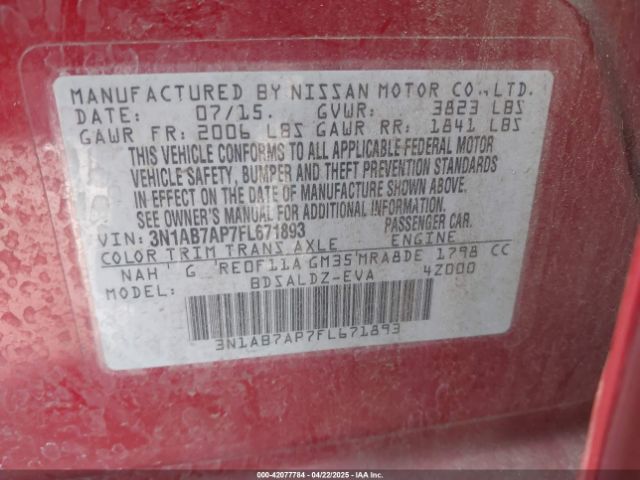 MANUFACTURED BY NISSAN MOTOR CO., LTD.
DATE: 07/15. GVWR: 3823 LBS
GAWR FR: 2006 LBS GAWR RR: 1841 LBS
THIS VEHICLE CONFORMS TO ALL APPLICABLE FEDERAL MOTOR
VEHICLE SAFETY, BUMPER AND THEFT PREVENTION STANDARDS
IN EFFECT ON THE DATE OF MANUFACTURE SHOWN ABOVE.
SEE OWNER'S MANUAL FOR ADDITIONAL INFORMATION.
VIN: 3N1AB7AP7FL671893 PASSENGER CAR.
COLOR TRIM TRANS AXLE ENGINE
NAH G RE0F11A GM35 MRA8DE 1798 CC
MODEL: BDSALDZ-EVA 4Z000
3N1AB7AP7FL671893
000-42077784 - 04/22/2025 - IAAI.COM